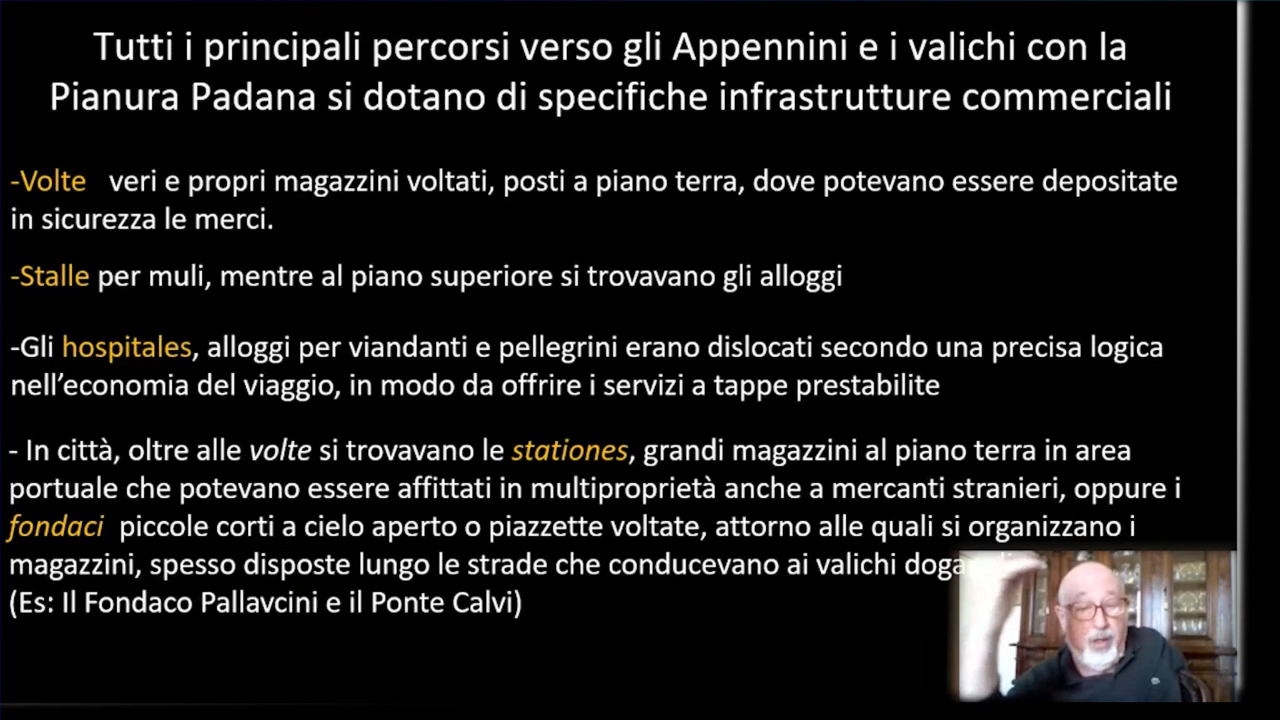 Tutti i principali percorsi verso gli Appennini e i valichi con la
Pianura Padana si dotano di specifiche infrastrutture commerciali
-Volte veri e propri magazzini voltati, posti a piano terra, dove potevano essere depositate
in sicurezza le merci.
-Stalle per muli, mentre al piano superiore si trovavano gli alloggi
-Gli hospitales, alloggi per viandanti e pellegrini erano dislocati secondo una precisa logica
nell'economia del viaggio, in modo da offrire i servizi a tappe prestabilite
- In città, oltre alle volte si trovavano le stationes, grandi magazzini al piano terra in area
portuale che potevano essere affittati in multiproprietà anche a mercanti stranieri, oppure i
fondaci piccole corti a cielo aperto o piazzette voltate, attorno alle quali si organizzano i
magazzini, spesso disposte lungo le strade che conducevano ai valichi
(Es: Il Fondaco Pallavcini e il Ponte Calvi)